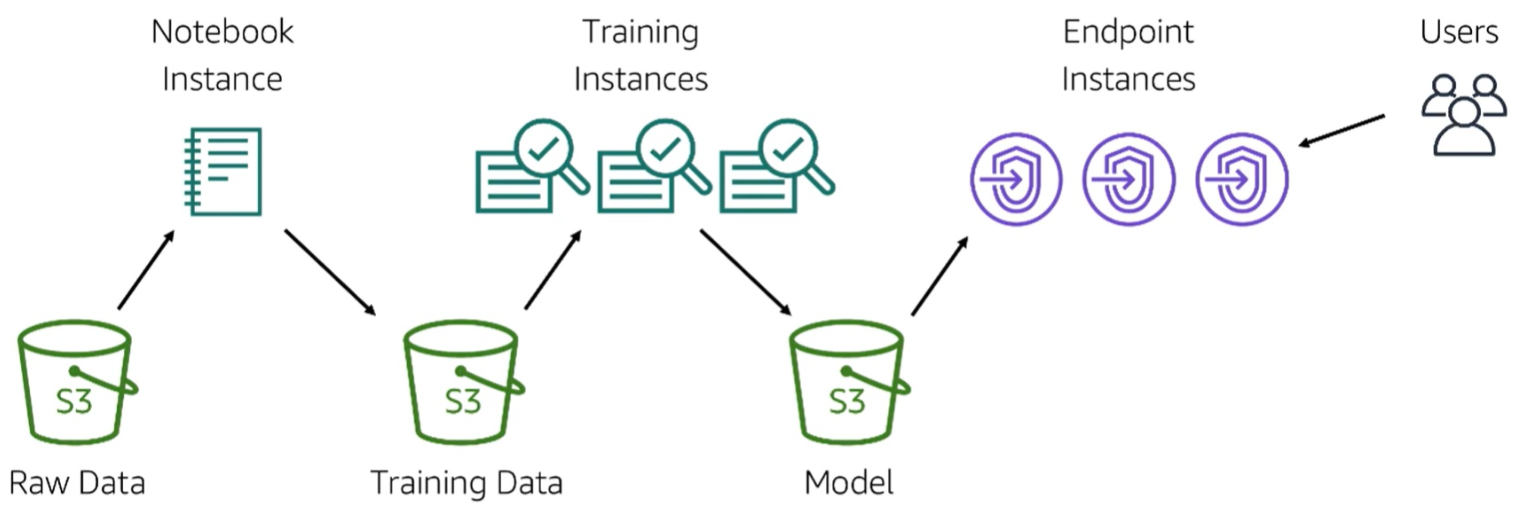 Notebook
Instance
Training
Instances
Endpoint
Instances
Users
S3
S3
S3
Raw Data
Training Data
Model